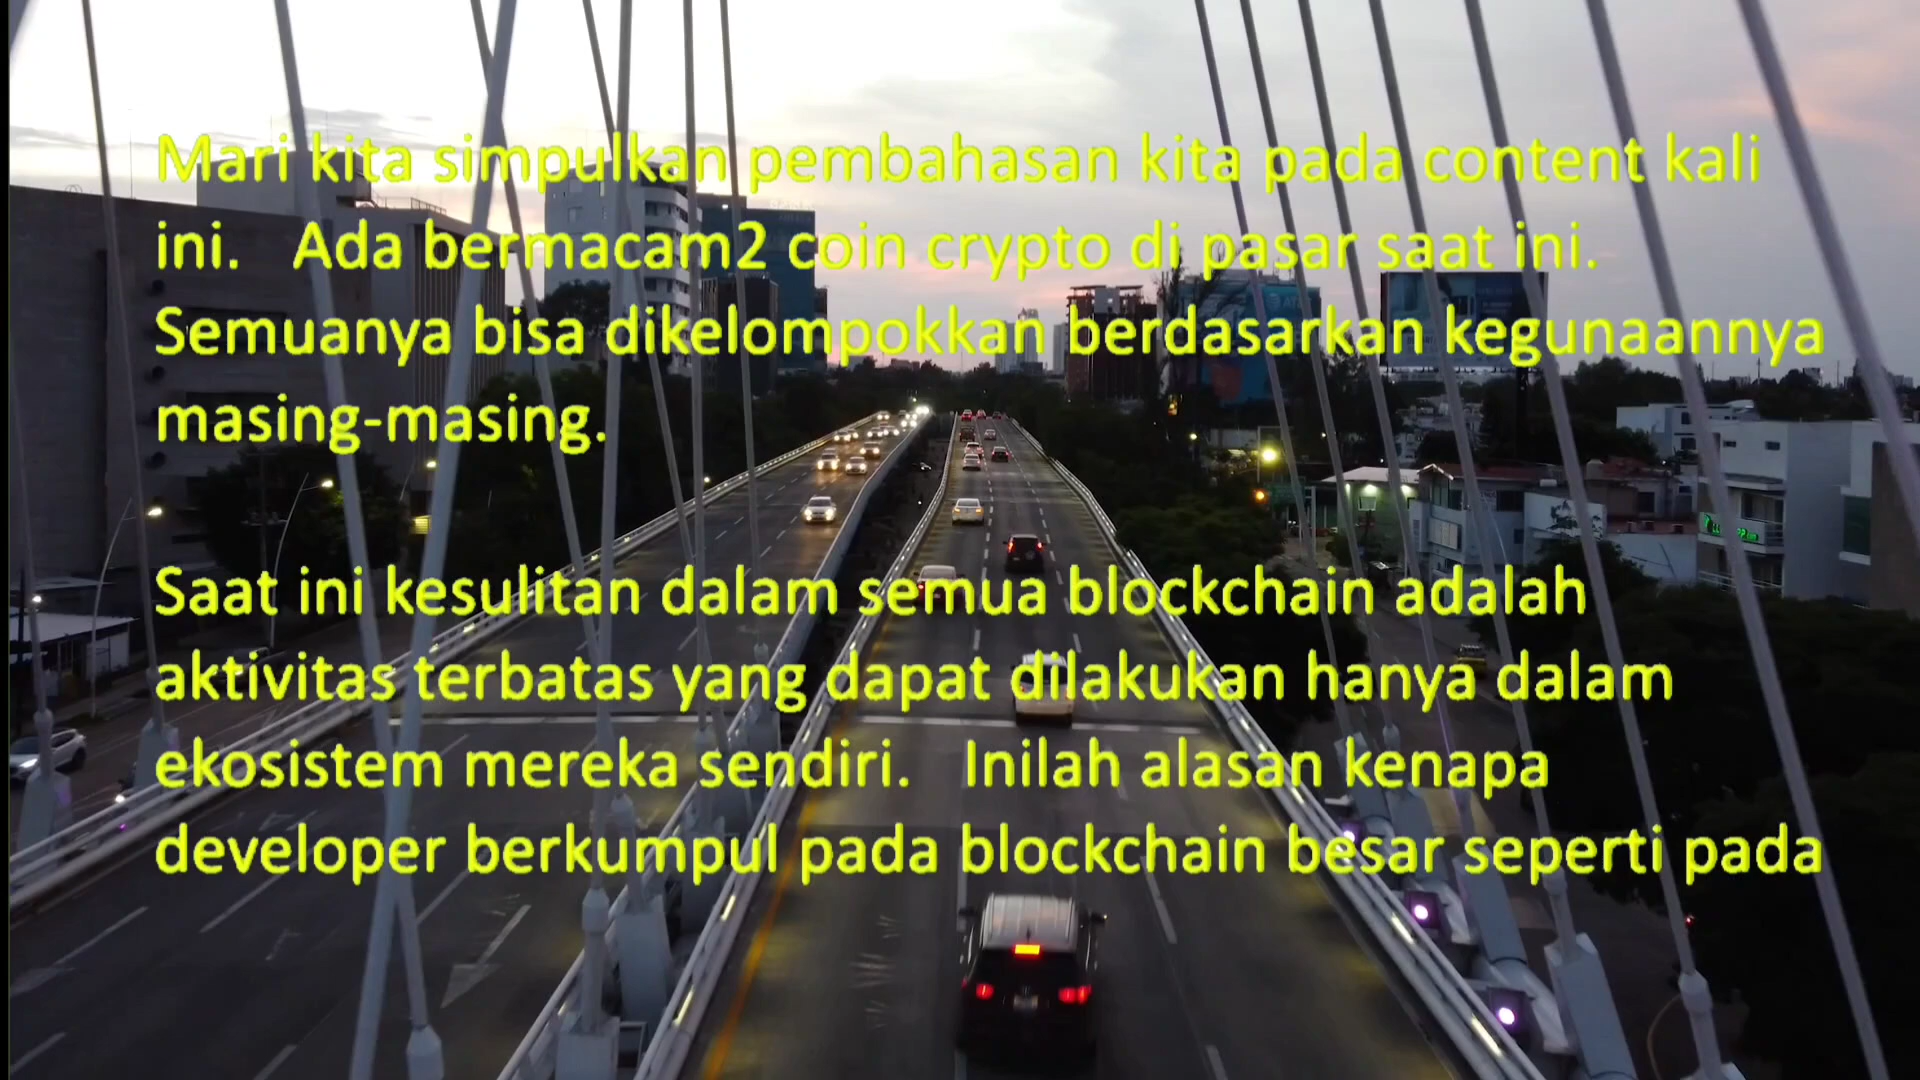 Mari kita simpulkan pembahasan kita pada content kali
ini.   Ada bermacam2 coin crypto di pasar saat ini.
Semuanya bisa dikelompokkan berdasarkan kegunaannya
masing-masing.
Saat ini kesulitan dalam semua blockchain adalah
aktivitas terbatas yang dapat dilakukan hanya dalam
ekosistem mereka sendiri.   Inilah alasan kenapa
developer berkumpul pada blockchain besar seperti pada